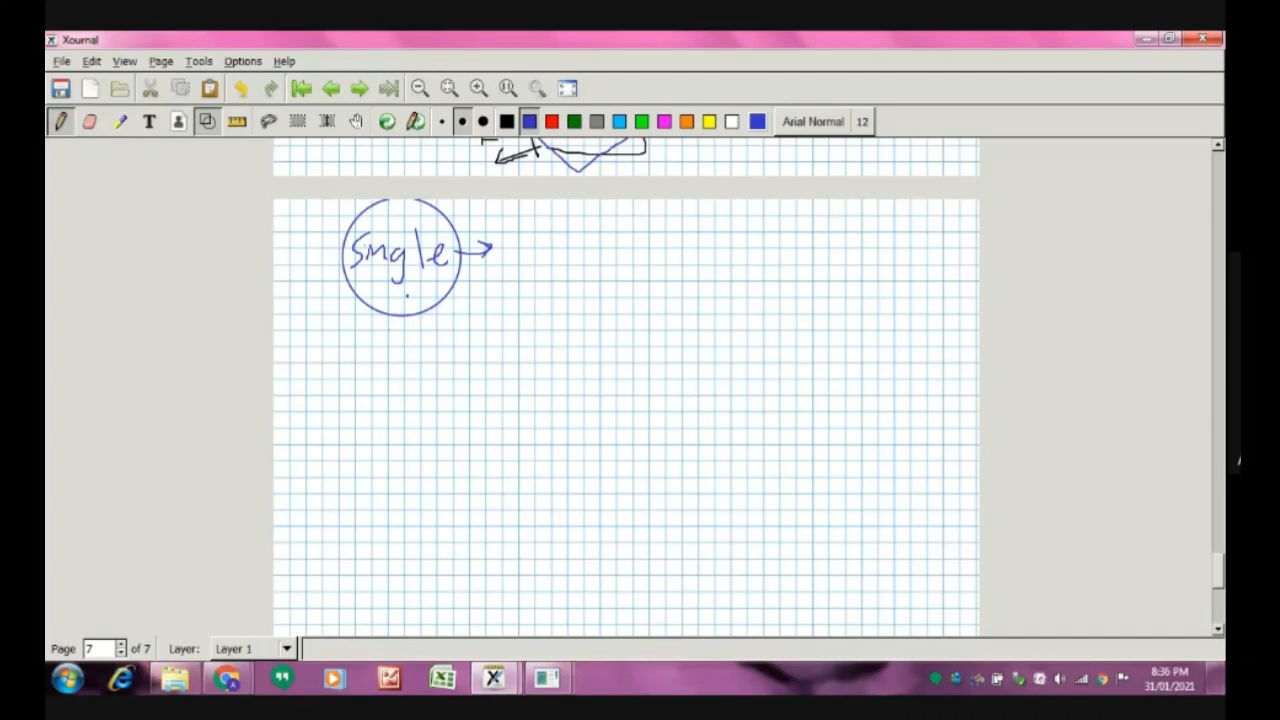 Xournal
File Edit View Page Tools Options Help
Arial Normal 12
Single
Page 7 of 7 Layer: Layer 1
8:36 PM
31/01/2021